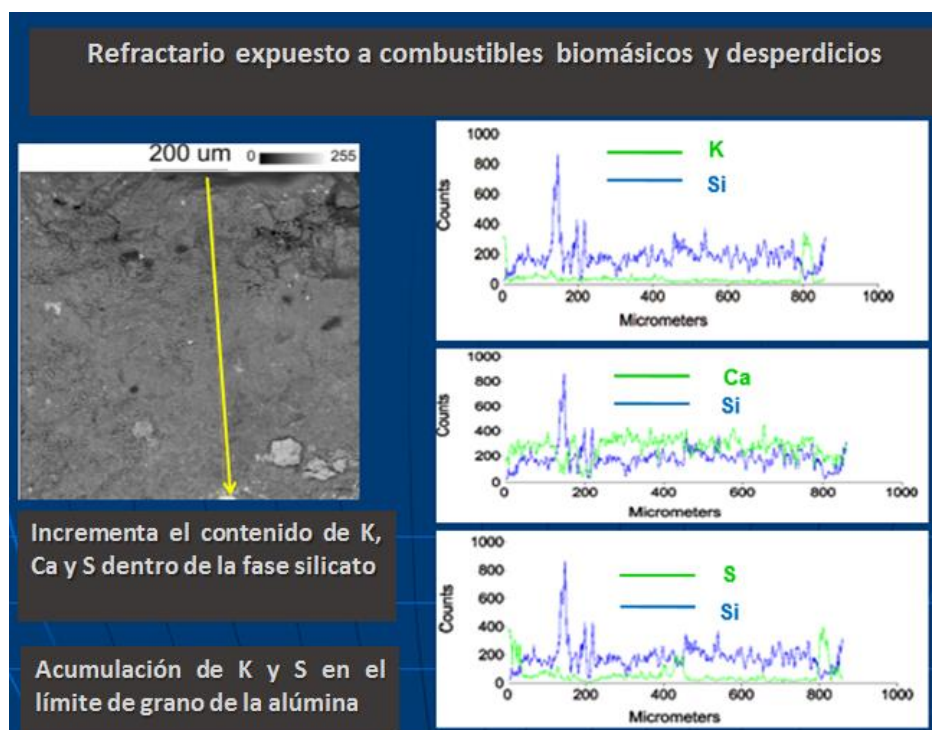 Refractario expuesto a combustibles biomásicos y desperdicios
200 um 0 255
Incrementa el contenido de K,
Ca y S dentro de la fase silicato
Acumulación de K y S en el
límite de grano de la alúmina
1000
800
600
400
200
0
Counts
K
Si
0 200 400 600 800 1000
Micrometers
1000
800
600
400
200
0
Counts
Ca
Si
0 200 400 600 800 1000
Micrometers
1000
800
600
400
200
0
Counts
S
Si
0 200 400 600 800 1000
Micrometers